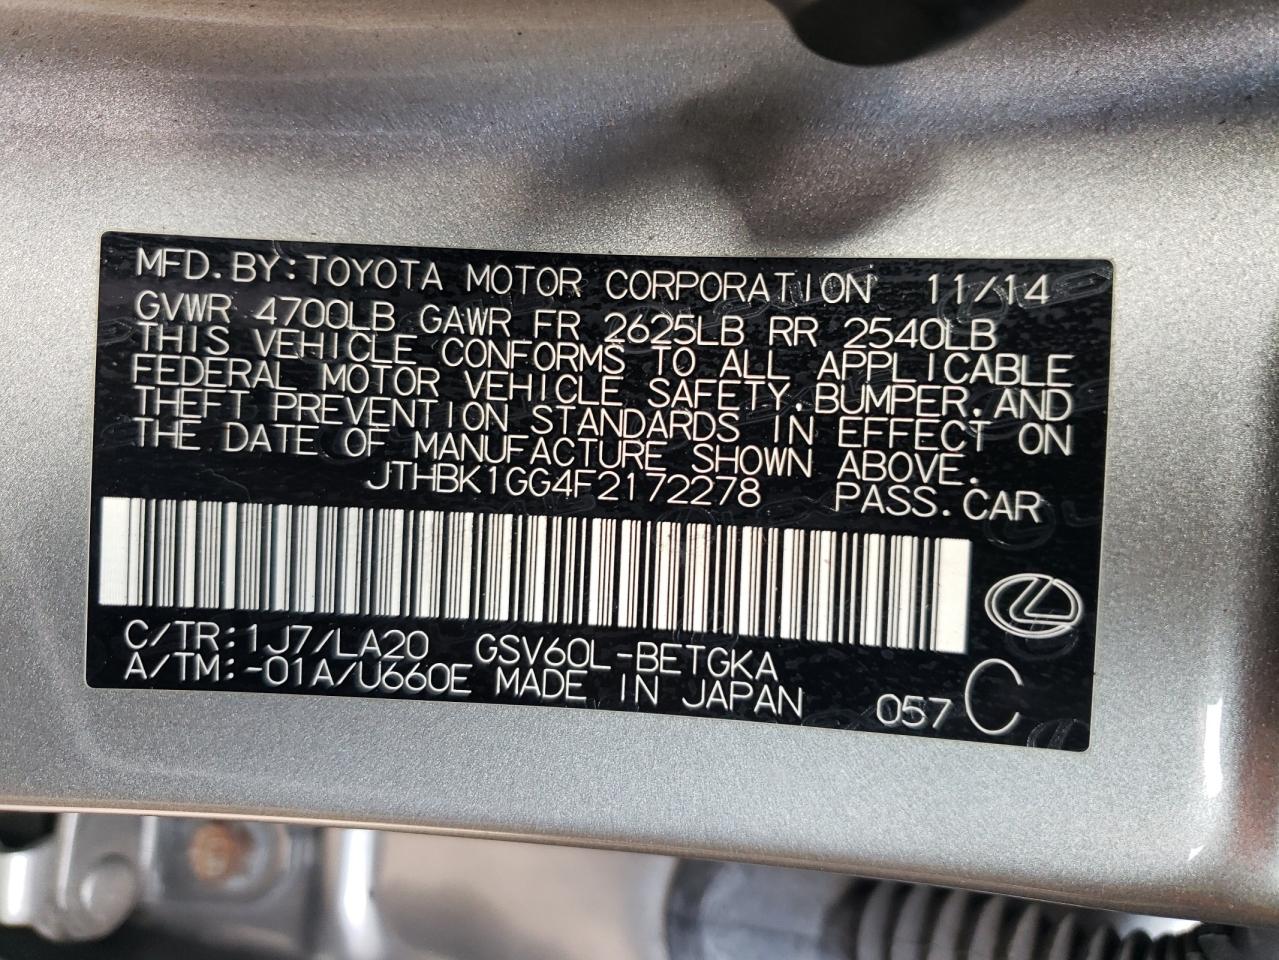 MFD.BY:TOYOTA MOTOR CORPORATION 11/14
GVWR 4700LB GAWR FR 2625LB RR 2540LB
THIS VEHICLE CONFORMS TO ALL APPLICABLE
FEDERAL MOTOR VEHICLE SAFETY.BUMPER.AND
THEFT PREVENTION STANDARDS IN EFFECT ON
THE DATE OF MANUFACTURE SHOWN ABOVE.
JTHBK1GG4F2172278 PASS.CAR
C/TR:1J7/LA20 GSV60L-BETGKA
A/TM:-01A/U660E MADE IN JAPAN 057 C